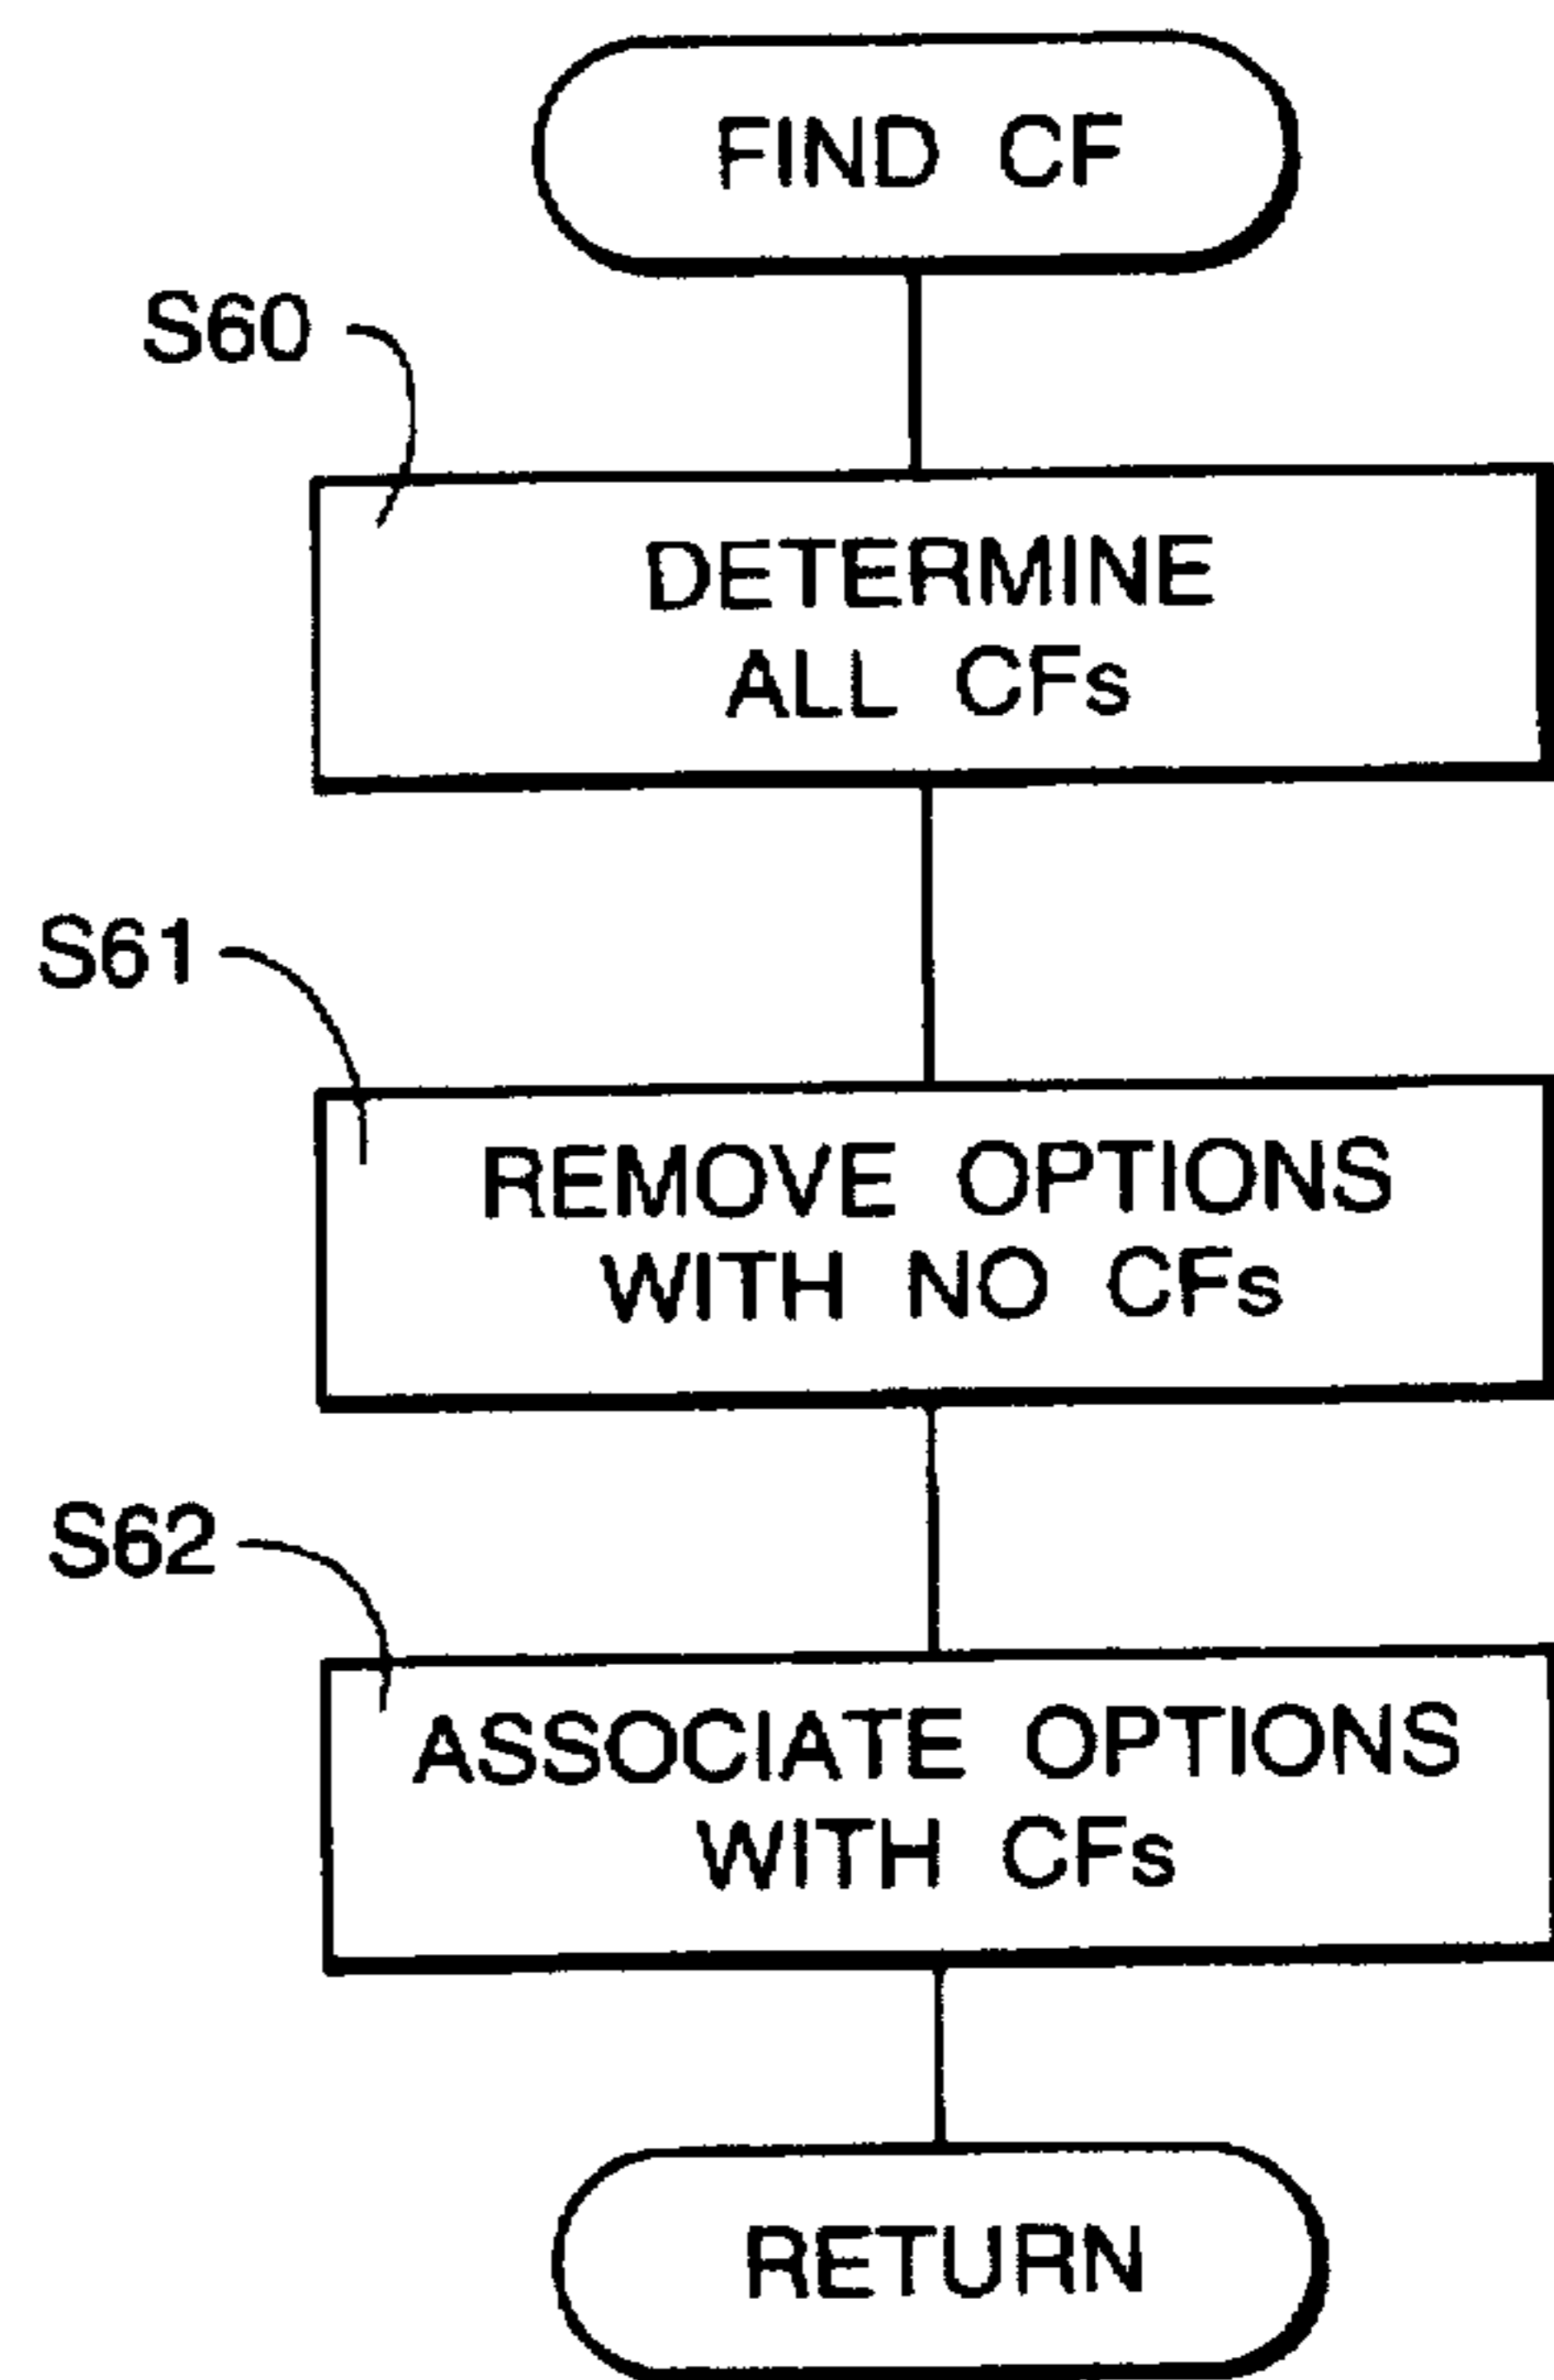 FIND CF
S60
DETERMINE
ALL CFs
S61
REMOVE OPTIONS
WITH NO CFs
S62
ASSOCIATE OPTIONS
WITH CFs
RETURN